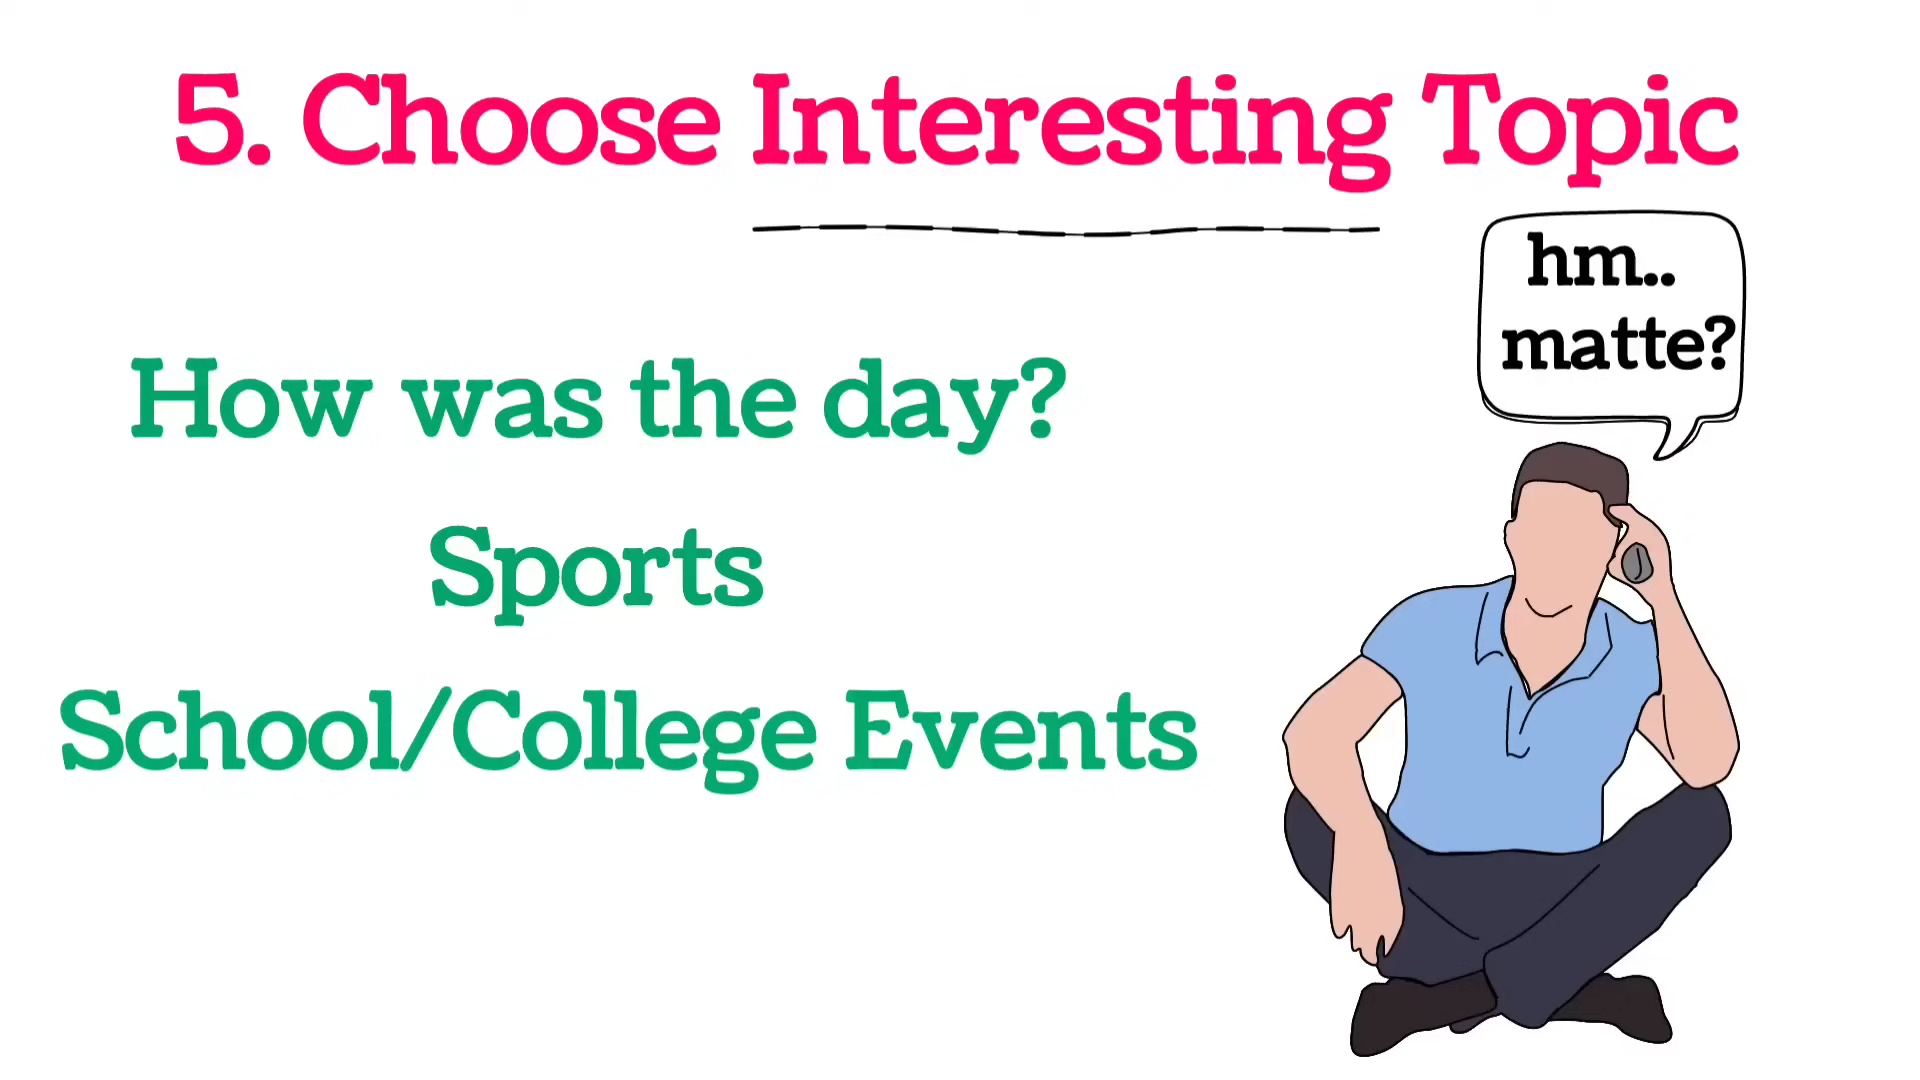 5. Choose Interesting Topic
hm..
matte?
How was the day?
Sports
School/College Events